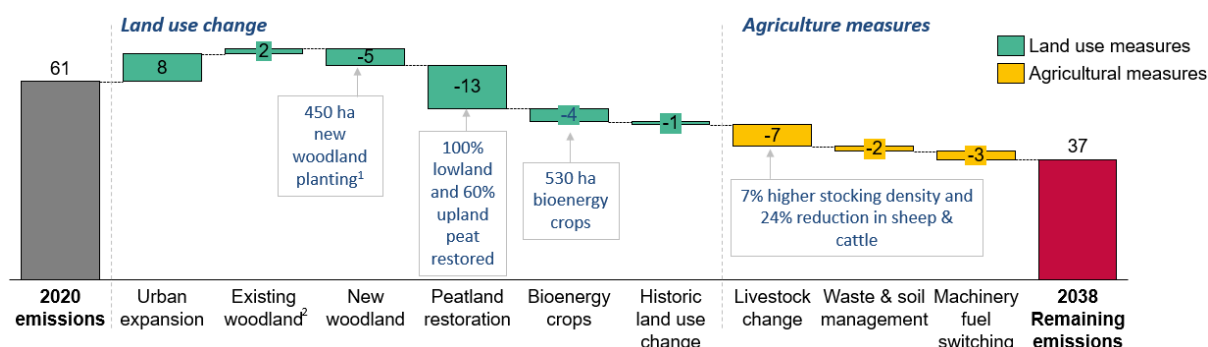 Land use change
Agriculture measures
Land use measures
Agricultural measures
61
8
2
-5
-13
-4
-1
-7
-2
-3
37
450 ha
new
woodland
planting1
100%
lowland
and 60%
upland
peat
restored
530 ha
bioenergy
crops
7% higher stocking density and
24% reduction in sheep &
cattle
2020
emissions
Urban
expansion
Existing
woodland2
New
woodland
Peatland
restoration
Bioenergy
crops
Historic
land use
change
Livestock
change
Waste & soil
management
Machinery
fuel
switching
2038
Remaining
emissions